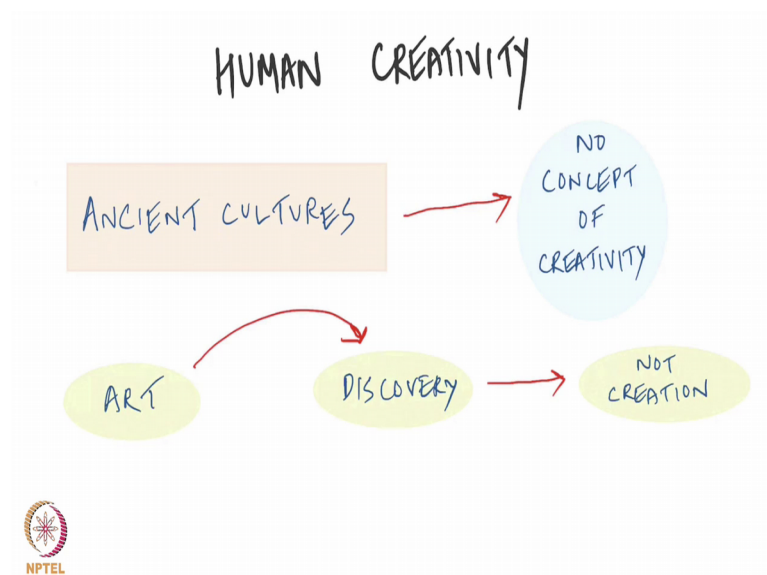 HUMAN CREATIVITY
ANCIENT CULTURES
NO
CONCEPT
OF
CREATIVITY
ART
DISCOVERY
NOT
CREATION
NPTEL